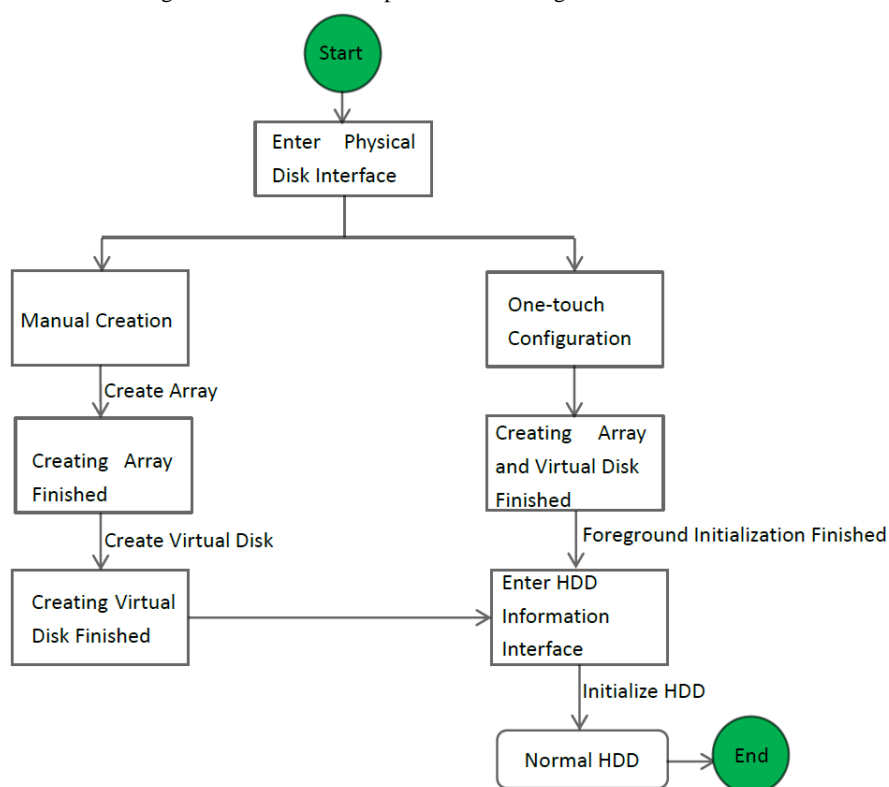 Start
Enter Physical
Disk Interface
Manual Creation
One-touch
Configuration
Create Array
Creating Array
Finished
Creating Array
and Virtual Disk
Finished
Create Virtual Disk
Foreground Initialization Finished
Creating Virtual
Disk Finished
Enter HDD
Information
Interface
Initialize HDD
Normal HDD
End